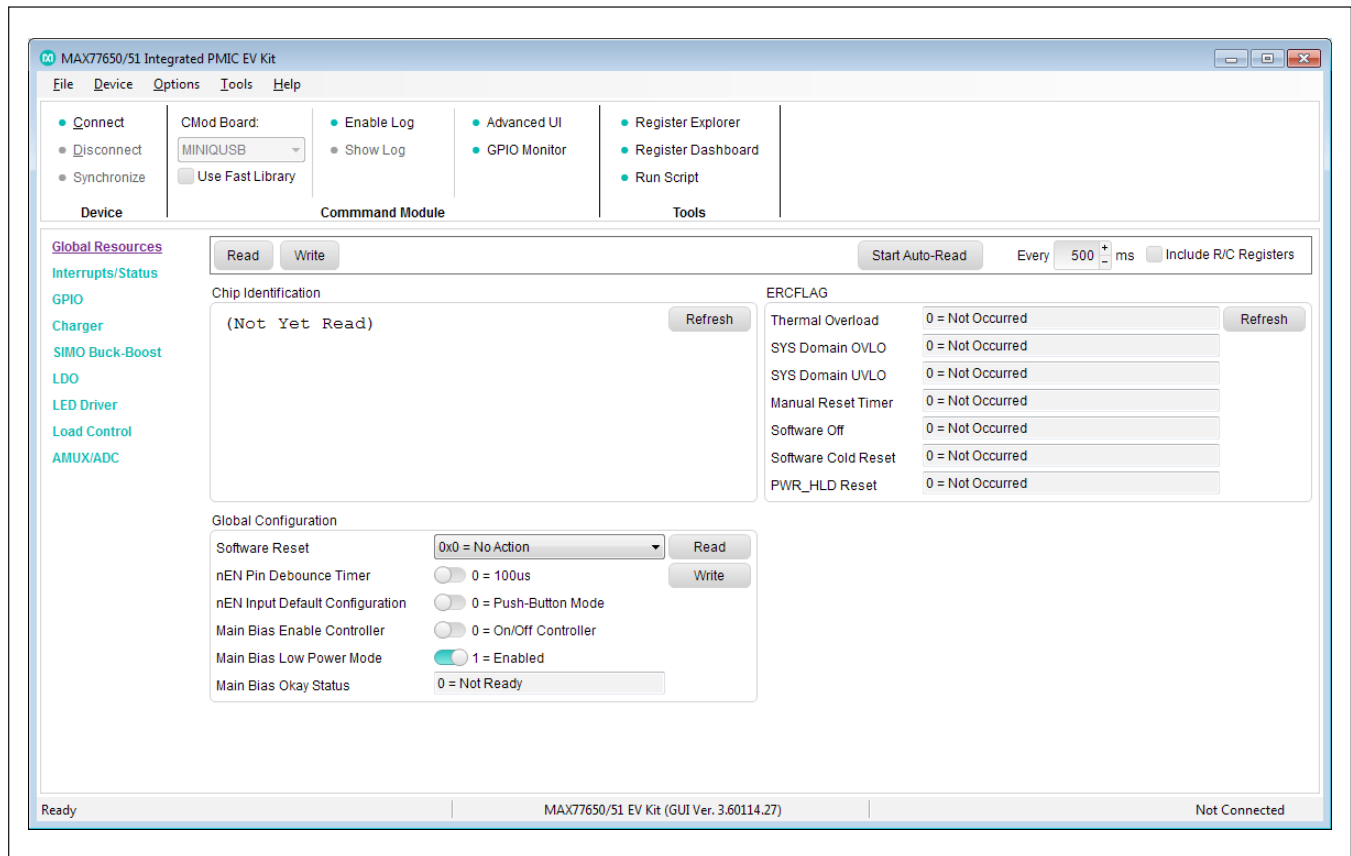 MAX77650/51 Integrated PMIC EV Kit
File Device Options Tools Help
Connect
Disconnect
Synchronize
Device
CMod Board:
MINIQUSB
Use Fast Library
Enable Log
Show Log
Advanced UI
GPIO Monitor
Commmand Module
Register Explorer
Register Dashboard
Run Script
Tools
Global Resources
Interrupts/Status
GPIO
Charger
SIMO Buck-Boost
LDO
LED Driver
Load Control
AMUX/ADC
Read Write Start Auto-Read Every 500 + - ms Include R/C Registers
Chip Identification
(Not Yet Read) Refresh
ERCFLAG
Thermal Overload 0 = Not Occurred Refresh
SYS Domain OVLO 0 = Not Occurred
SYS Domain UVLO 0 = Not Occurred
Manual Reset Timer 0 = Not Occurred
Software Off 0 = Not Occurred
Software Cold Reset 0 = Not Occurred
PWR_HLD Reset 0 = Not Occurred
Global Configuration
Software Reset 0x0 = No Action Read
nEN Pin Debounce Timer 0 = 100us Write
nEN Input Default Configuration 0 = Push-Button Mode
Main Bias Enable Controller 0 = On/Off Controller
Main Bias Low Power Mode 1 = Enabled
Main Bias Okay Status 0 = Not Ready
Ready MAX77650/51 EV Kit (GUI Ver. 3.60114.27) Not Connected